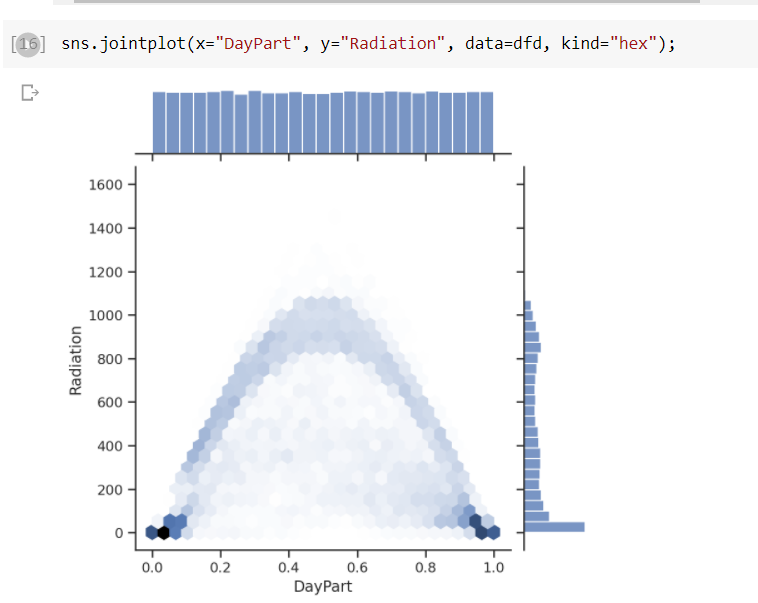 [16] sns.jointplot(x="DayPart", y="Radiation", data=dfd, kind="hex");
1600
1400
1200
1000
800
600
400
200
0
Radiation
0.0 0.2 0.4 0.6 0.8 1.0
DayPart